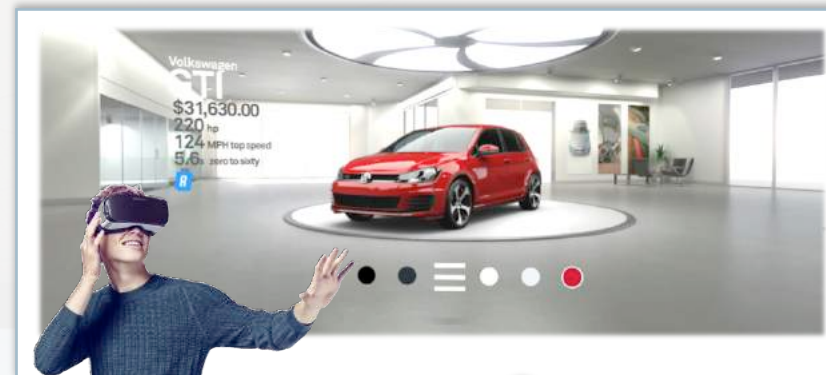 Volkswagen
GTI
$31,630.00
220 hp
124 MPH top speed
5.6s zero to sixty
R